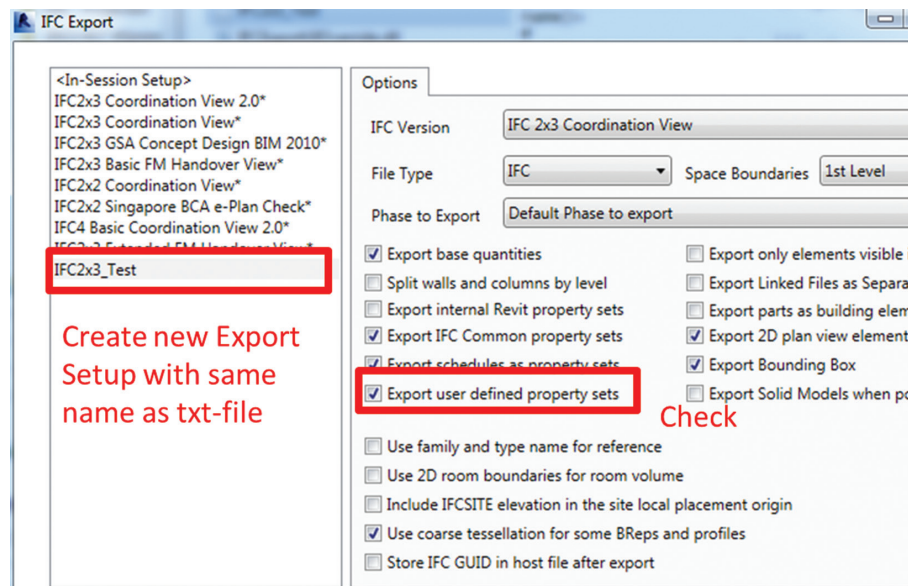 IFC Export
<In-Session Setup>
IFC2x3 Coordination View 2.0*
IFC2x3 Coordination View*
IFC2x3 GSA Concept Design BIM 2010*
IFC2x3 Basic FM Handover View*
IFC2x2 Coordination View*
IFC2x2 Singapore BCA e-Plan Check*
IFC4 Basic Coordination View 2.0*
IFC2x3 Extended FM Handover View*
IFC2x3_Test
Create new Export
Setup with same
name as txt-file
Options
IFC Version IFC 2x3 Coordination View
File Type IFC Space Boundaries 1st Level
Phase to Export Default Phase to export
Export base quantities Export only elements visible
Split walls and columns by level Export Linked Files as Separa
Export internal Revit property sets Export parts as building elem
Export IFC Common property sets Export 2D plan view element
Export schedules as property sets Export Bounding Box
Export user defined property sets Export Solid Models when po
Check
Use family and type name for reference
Use 2D room boundaries for room volume
Include IFCSITE elevation in the site local placement origin
Use coarse tessellation for some BReps and profiles
Store IFC GUID in host file after export